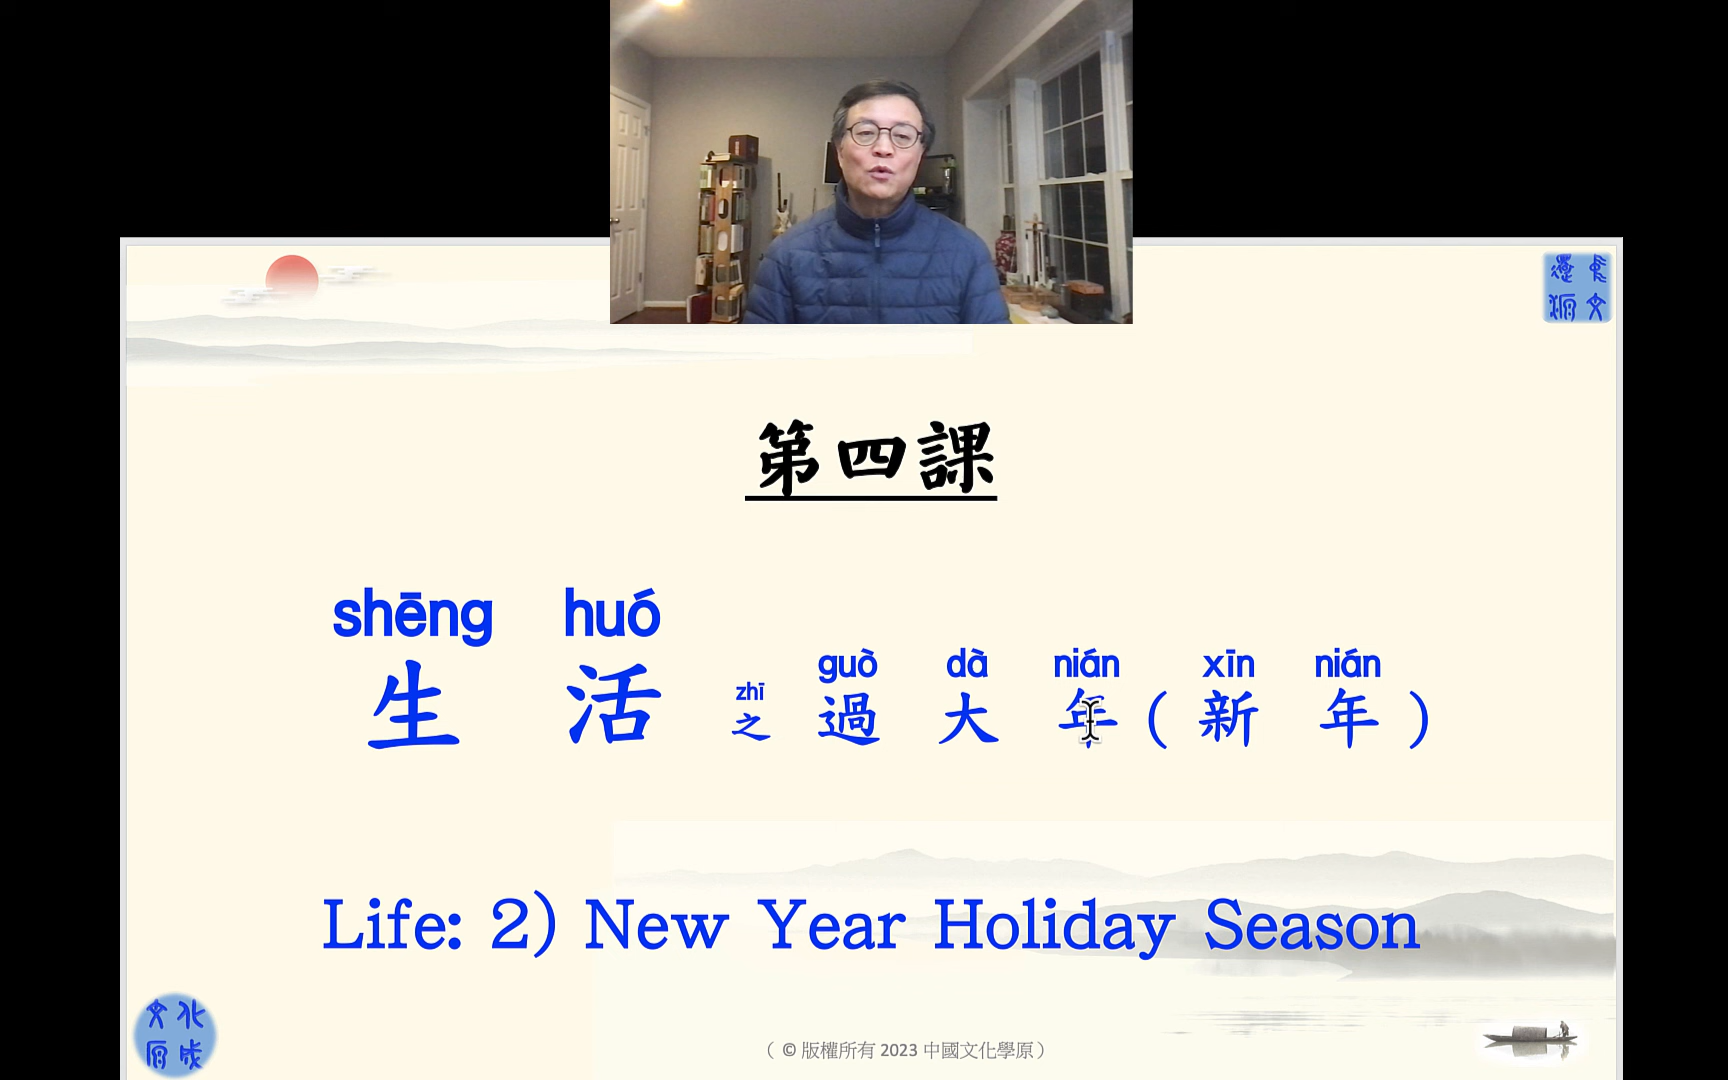 第四課
shēng huó zhī guò dà nián xīn nián
生活之過大年(新年)
Life: 2) New Year Holiday Season
( © 版權所有 2023 中國文化學原 )